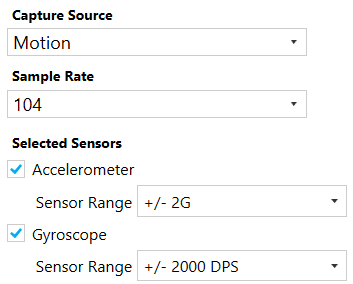 Capture Source
Motion
Sample Rate
104
Selected Sensors
Accelerometer
Sensor Range +/- 2G
Gyroscope
Sensor Range +/- 2000 DPS